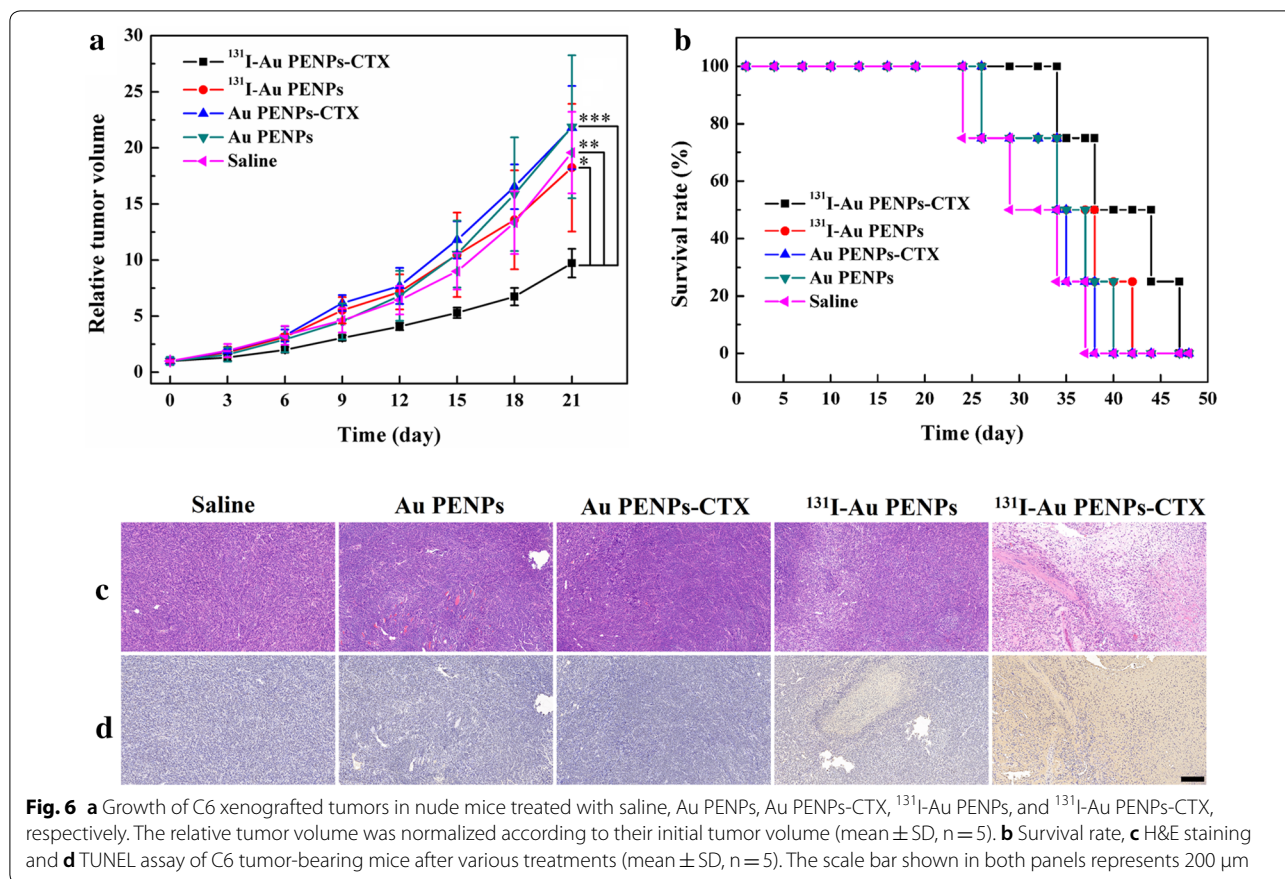 a
30
25
20
15
10
5
0
Relative tumor volume
¹³¹I-Au PENPs-CTX
¹³¹I-Au PENPs
Au PENPs-CTX
Au PENPs
Saline
***
**
*
0 3 6 9 12 15 18 21
Time (day)
b
100
75
50
25
0
Survival rate (%)
¹³¹I-Au PENPs-CTX
¹³¹I-Au PENPs
Au PENPs-CTX
Au PENPs
Saline
0 5 10 15 20 25 30 35 40 45 50
Time (day)
Saline Au PENPs Au PENPs-CTX ¹³¹I-Au PENPs ¹³¹I-Au PENPs-CTX
c
d
Fig. 6 a Growth of C6 xenografted tumors in nude mice treated with saline, Au PENPs, Au PENPs-CTX, ¹³¹I-Au PENPs, and ¹³¹I-Au PENPs-CTX,
respectively. The relative tumor volume was normalized according to their initial tumor volume (mean ± SD, n = 5). b Survival rate, c H&E staining
and d TUNEL assay of C6 tumor-bearing mice after various treatments (mean ± SD, n = 5). The scale bar shown in both panels represents 200 μm